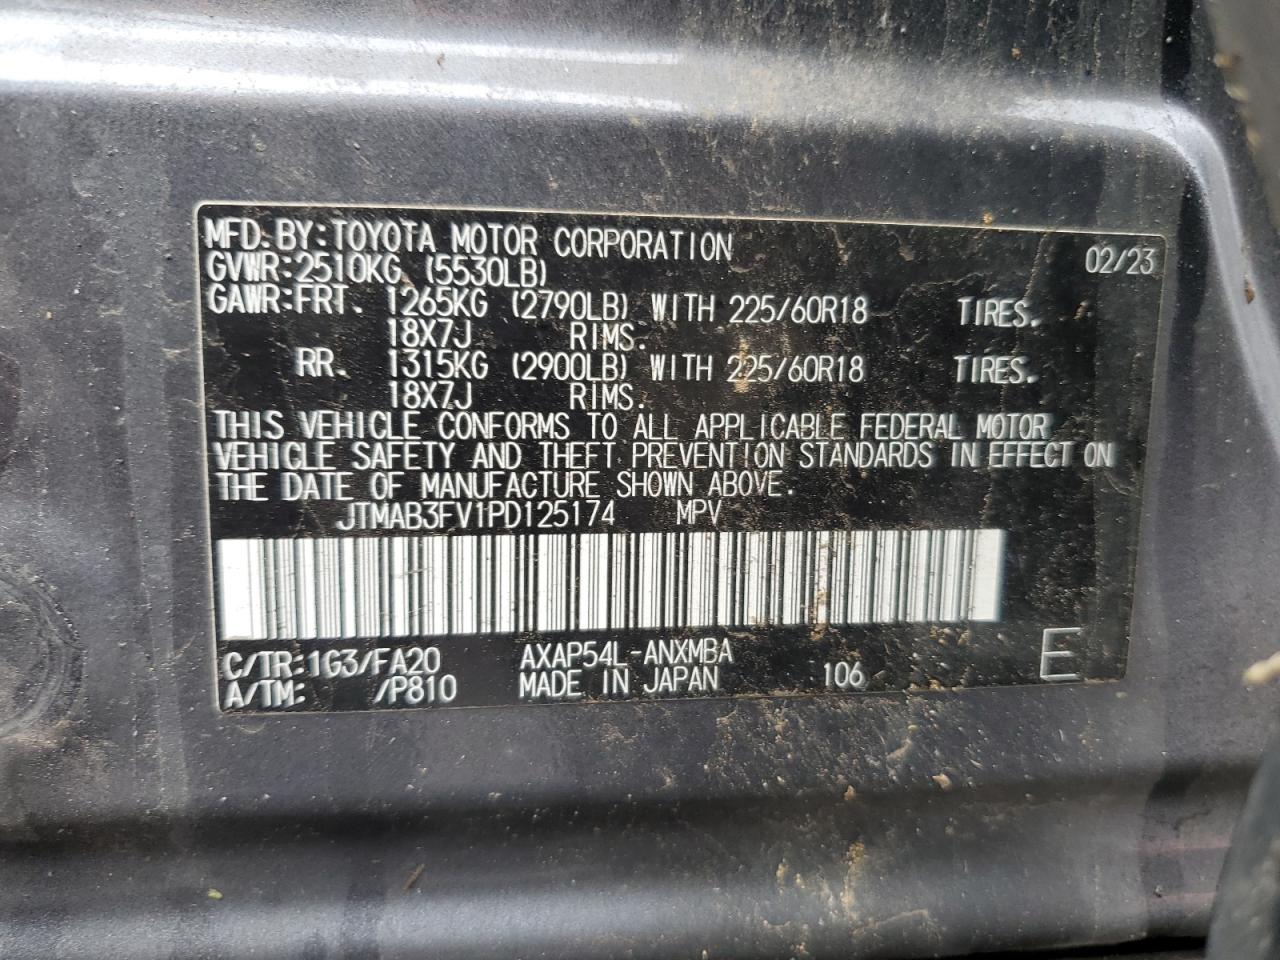 MFD. BY: TOYOTA MOTOR CORPORATION 02/23
GVWR: 2510KG (5530LB)
GAWR: FRT. 1265KG (2790LB) WITH 225/60R18 TIRES.
18X7J RIMS.
RR. 1315KG (2900LB) WITH 225/60R18 TIRES.
18X7J RIMS.
THIS VEHICLE CONFORMS TO ALL APPLICABLE FEDERAL MOTOR
VEHICLE SAFETY AND THEFT PREVENTION STANDARDS IN EFFECT ON
THE DATE OF MANUFACTURE SHOWN ABOVE.
JTMAB3FV1PD125174 MPV
C/TR: 1G3/FA20 AXAP54L-ANXMBA
A/TM: /P810 MADE IN JAPAN 106 E